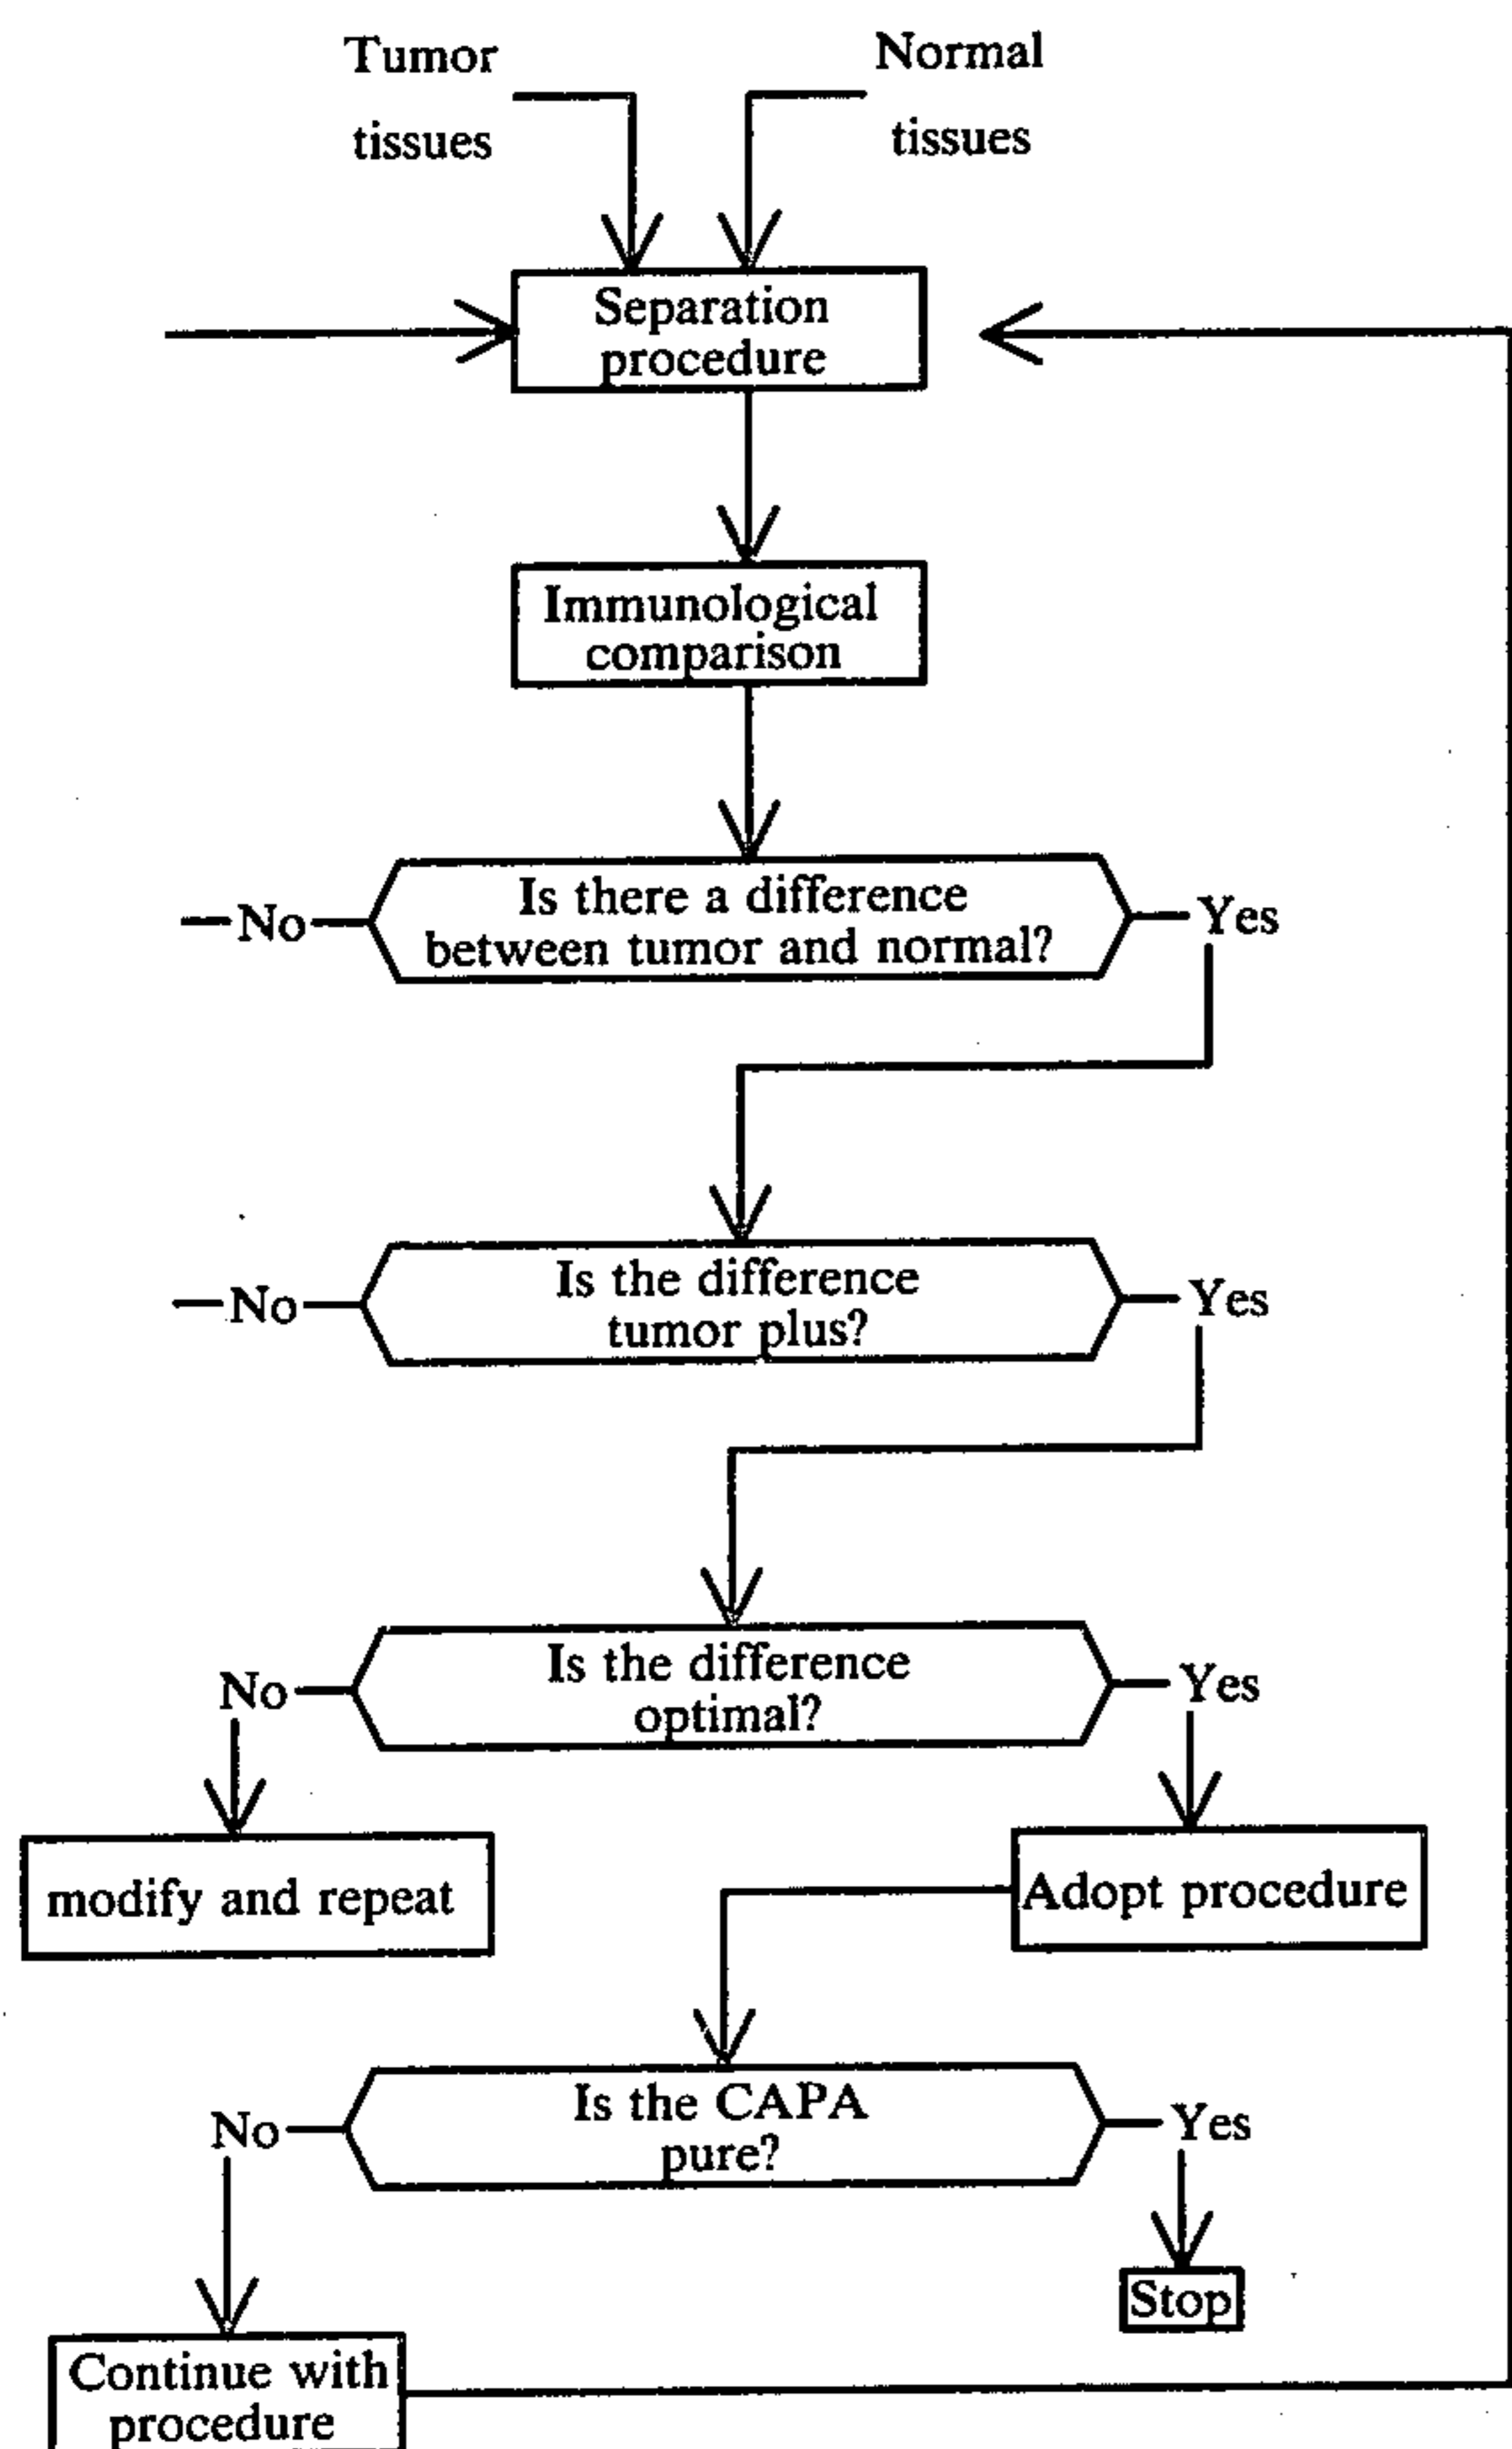 Tumor
tissues
Normal
tissues
Separation
procedure
Immunological
comparison
Is there a difference
between tumor and normal?
No
Yes
Is the difference
tumor plus?
No
Yes
Is the difference
optimal?
No
Yes
modify and repeat
Adopt procedure
Is the CAPA
pure?
No
Yes
Stop
Continue with
procedure